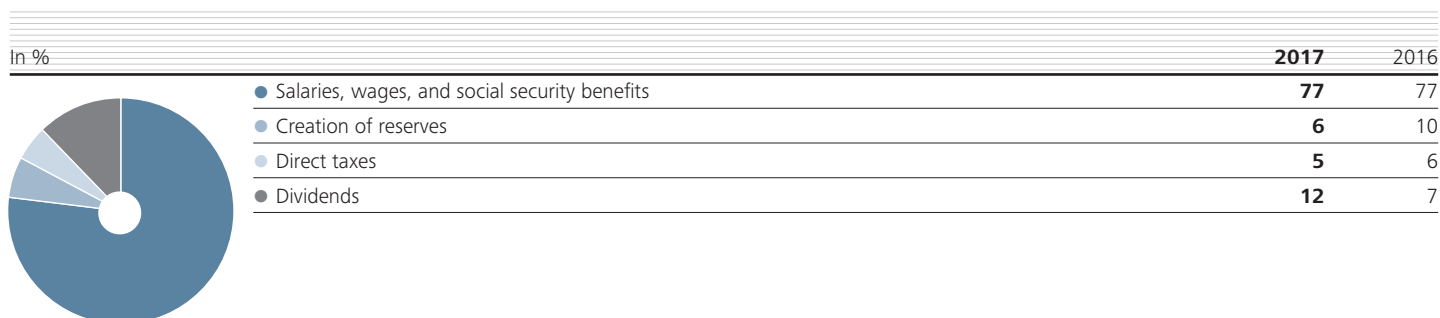 In % 2017 2016
Salaries, wages, and social security benefits 77 77
Creation of reserves 6 10
Direct taxes 5 6
Dividends 12 7